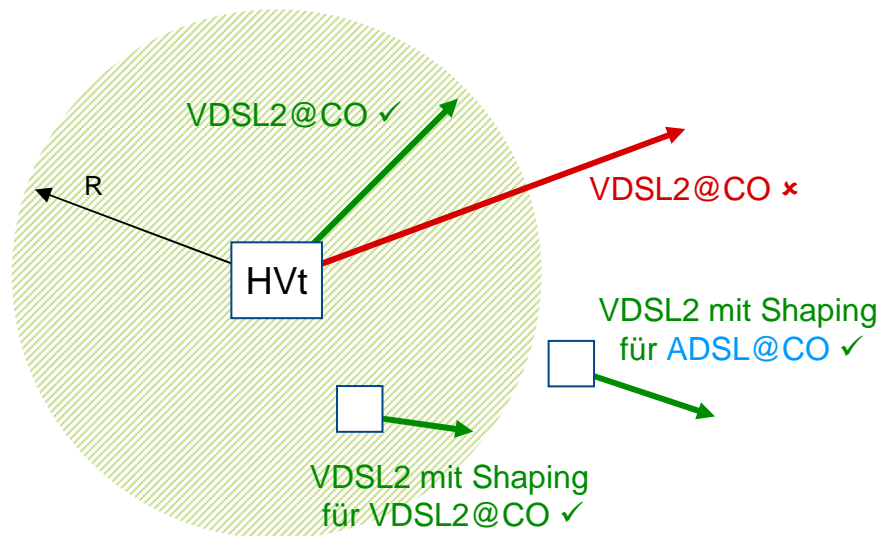 VDSL2@CO ✓
R
VDSL2@CO ✗
HVt
VDSL2 mit Shaping
für ADSL@CO ✓
VDSL2 mit Shaping
für VDSL2@CO ✓